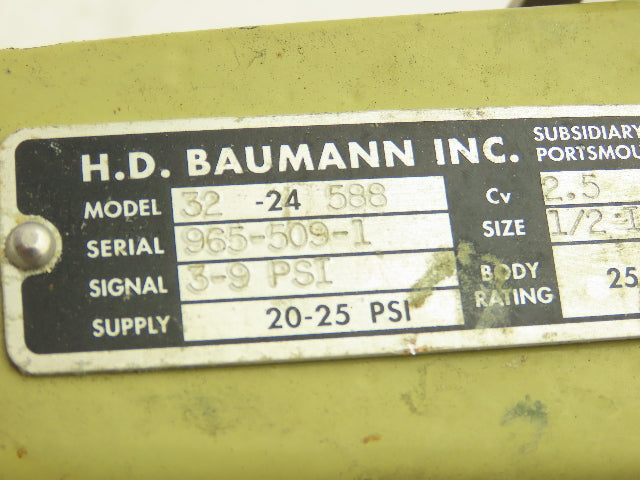 H.D. BAUMANN INC.
SUBSIDIARY
PORTSMOU
MODEL 32 -24 588
SERIAL 965-509-1
SIGNAL 3-9 PSI
SUPPLY 20-25 PSI
Cv 2.5
SIZE 1/2
BODY
RATING 25